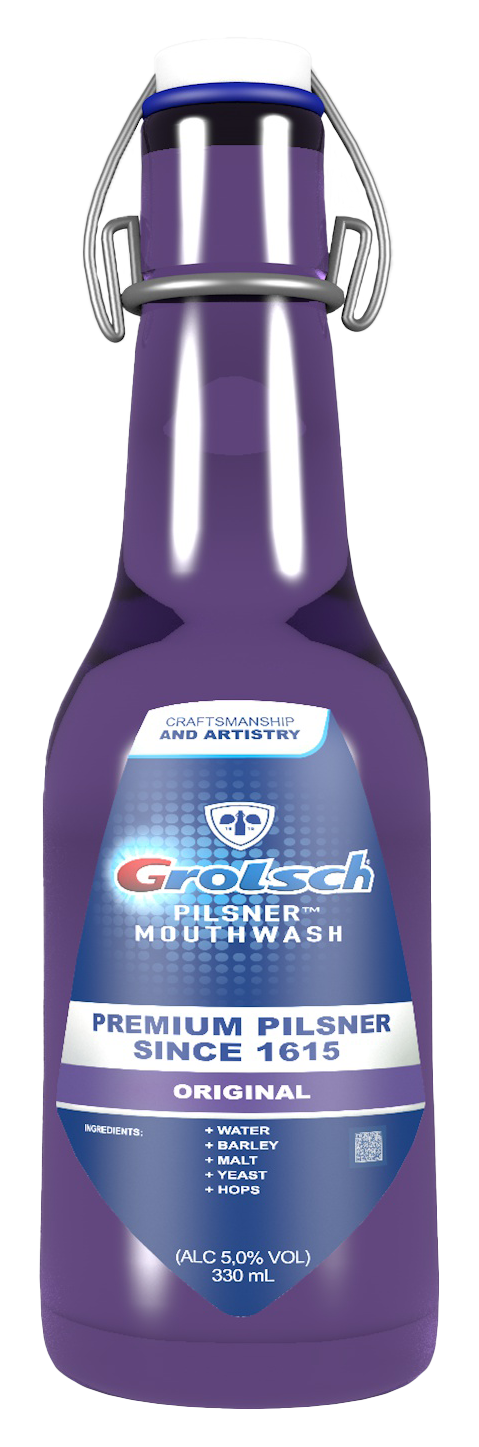 CRAFTSMANSHIP
AND ARTISTRY
Grolsch
PILSNER™
MOUTHWASH
PREMIUM PILSNER
SINCE 1615
ORIGINAL
INGREDIENTS:
+ WATER
+ BARLEY
+ MALT
+ YEAST
+ HOPS
(ALC 5,0% VOL)
330 mL